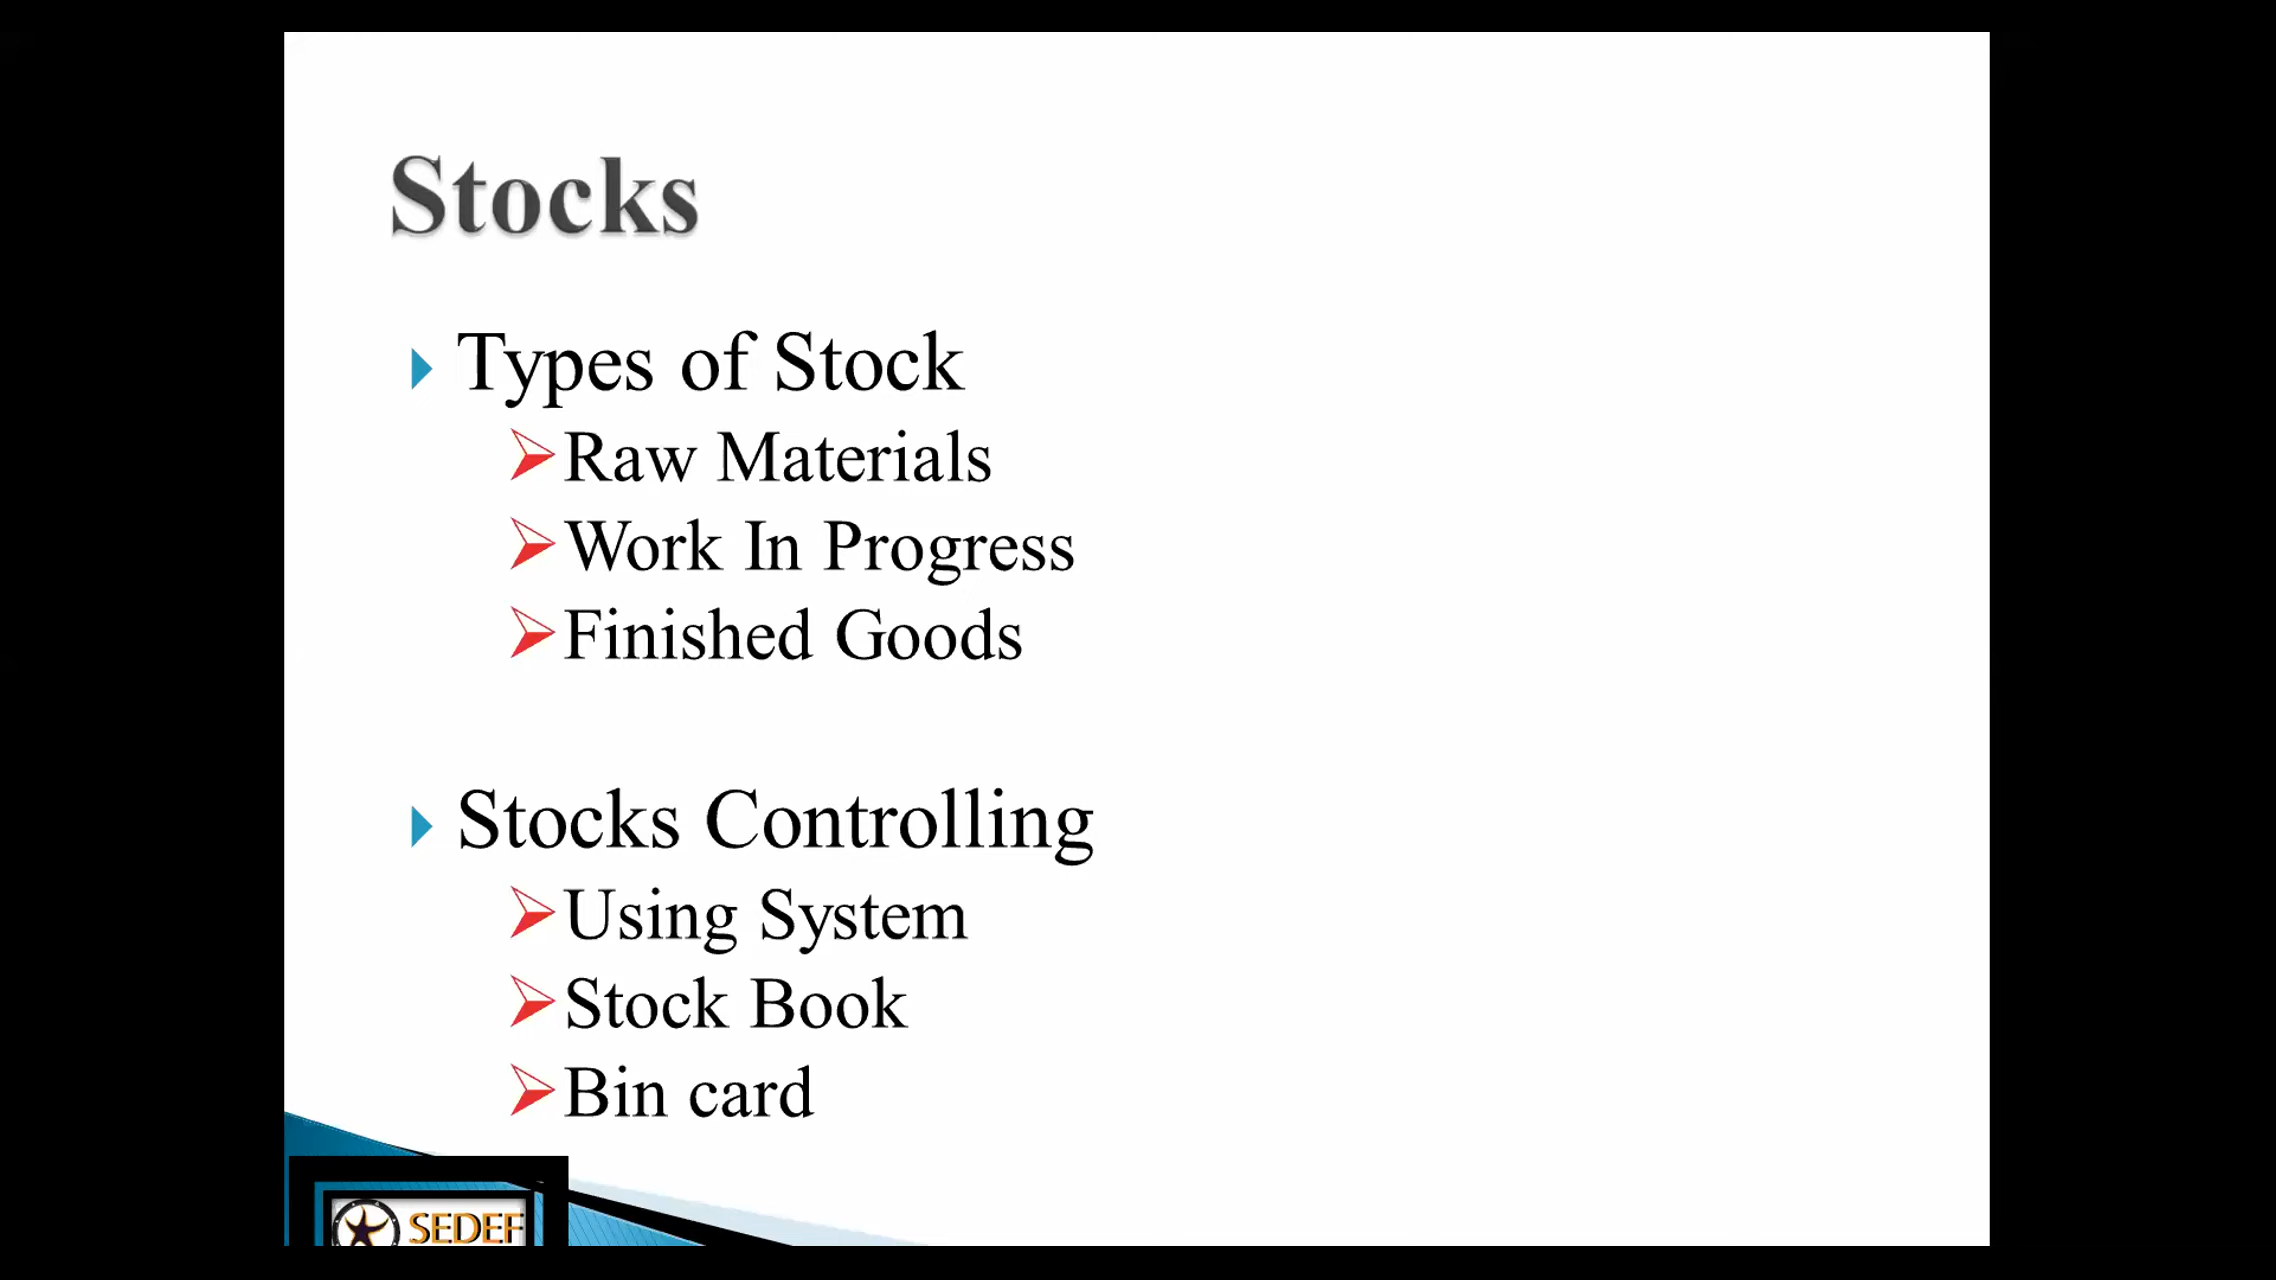 Stocks
Types of Stock
Raw Materials
Work In Progress
Finished Goods
Stocks Controlling
Using System
Stock Book
Bin card
SEDEF